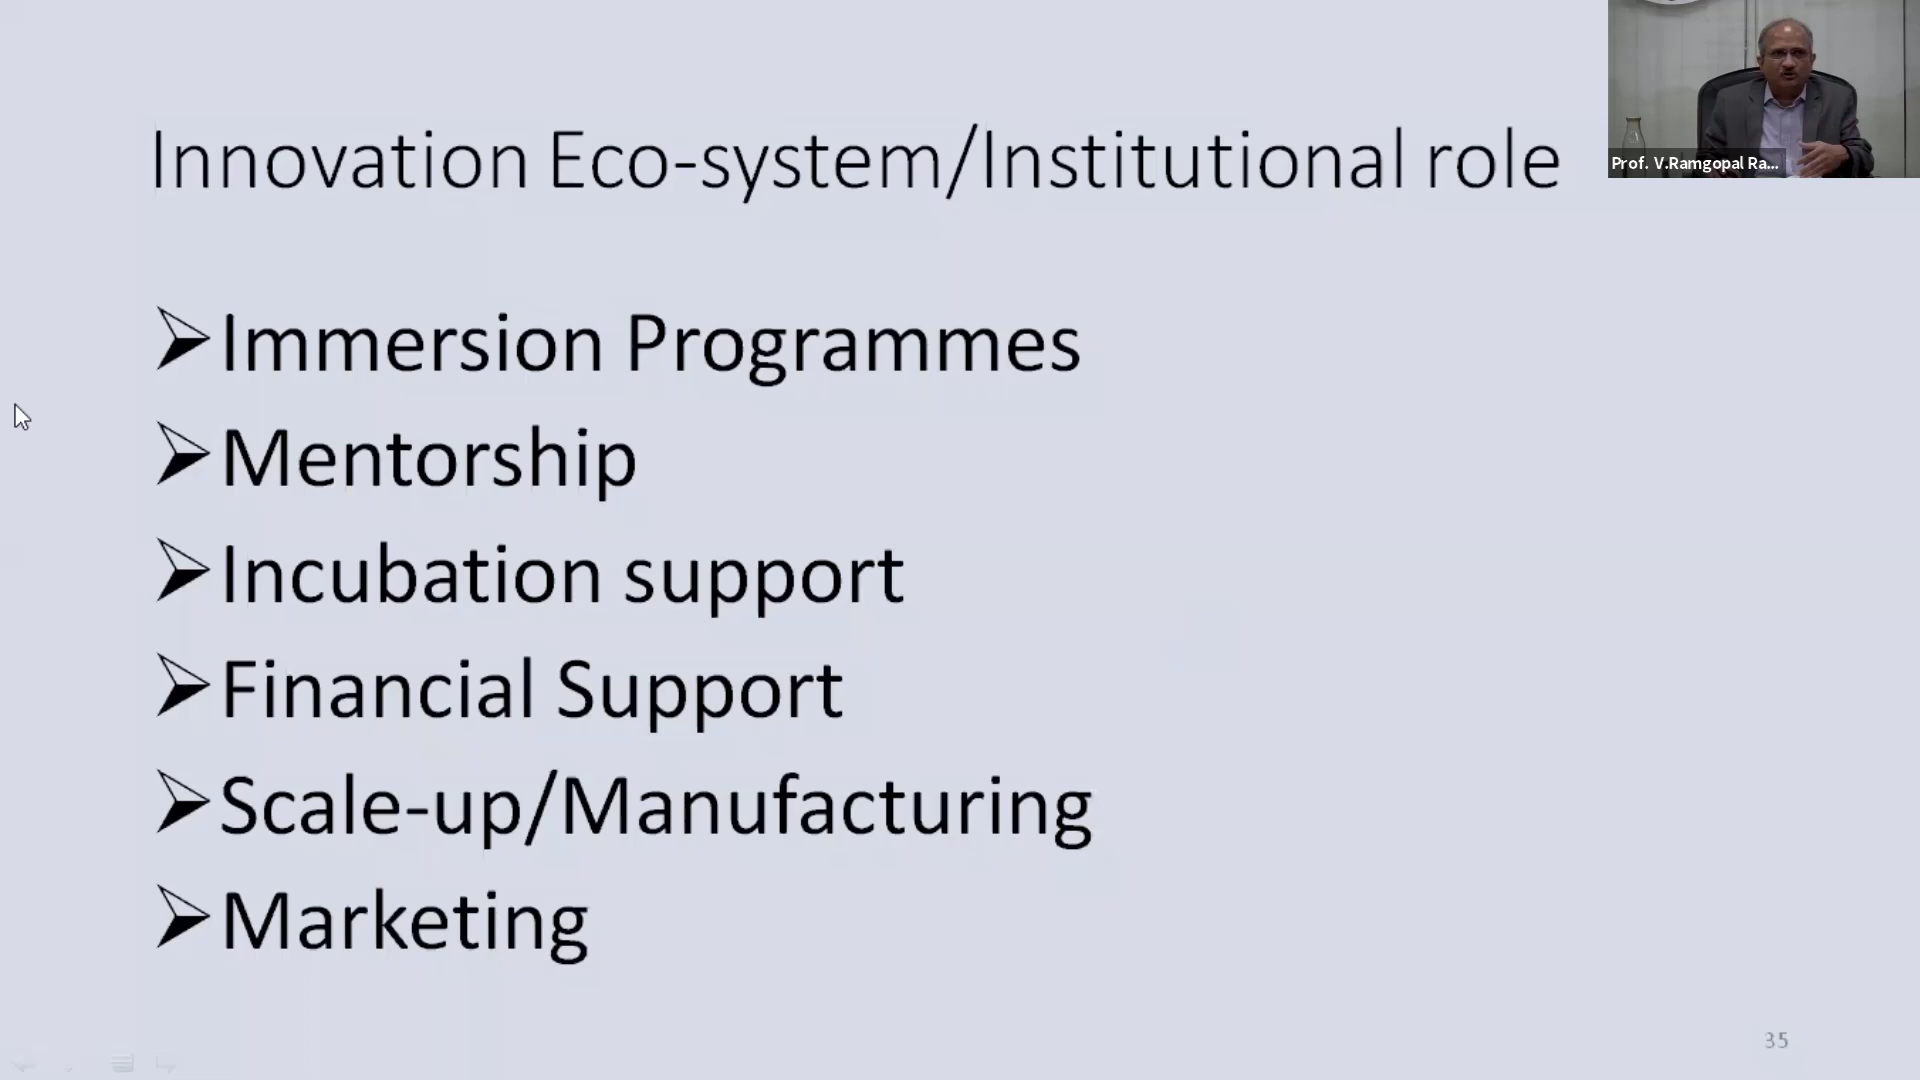 Innovation Eco-system/Institutional role
Prof. V.Ramgopal Ra...
➢Immersion Programmes
➢Mentorship
➢Incubation support
➢Financial Support
➢Scale-up/Manufacturing
➢Marketing
35